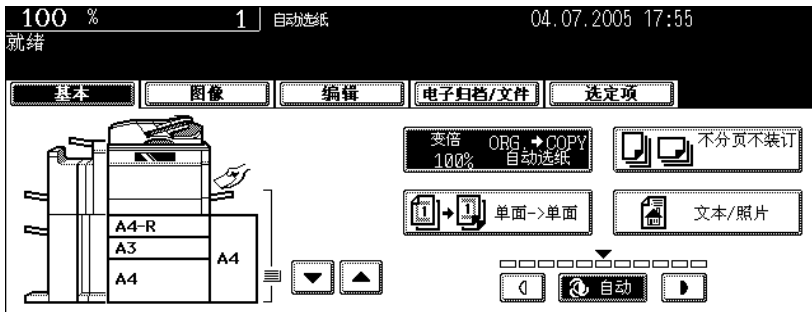 100 % 1 自动选纸 04.07.2005 17:55
就绪
基本 图像 编辑 电子归档/文件 选定项
变倍 ORG.➔COPY
100% 自动选纸
不分页不装订
1 ➔ 1 单面->单面
文本/照片
A4-R
A3
A4
A4
自动